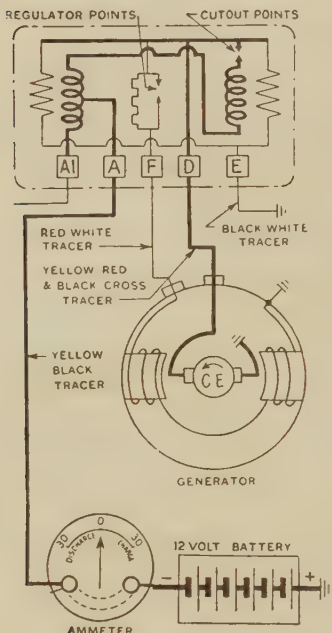 REGULATOR POINTS
CUTOUT POINTS
A1
A
F
D
E
RED WHITE
TRACER
BLACK WHITE
TRACER
YELLOW RED
& BLACK CROSS
TRACER
YELLOW
BLACK
TRACER
C E
GENERATOR
0
30
30
DISCHARGE
CHARGE
12 VOLT BATTERY
-
+
AMMETER